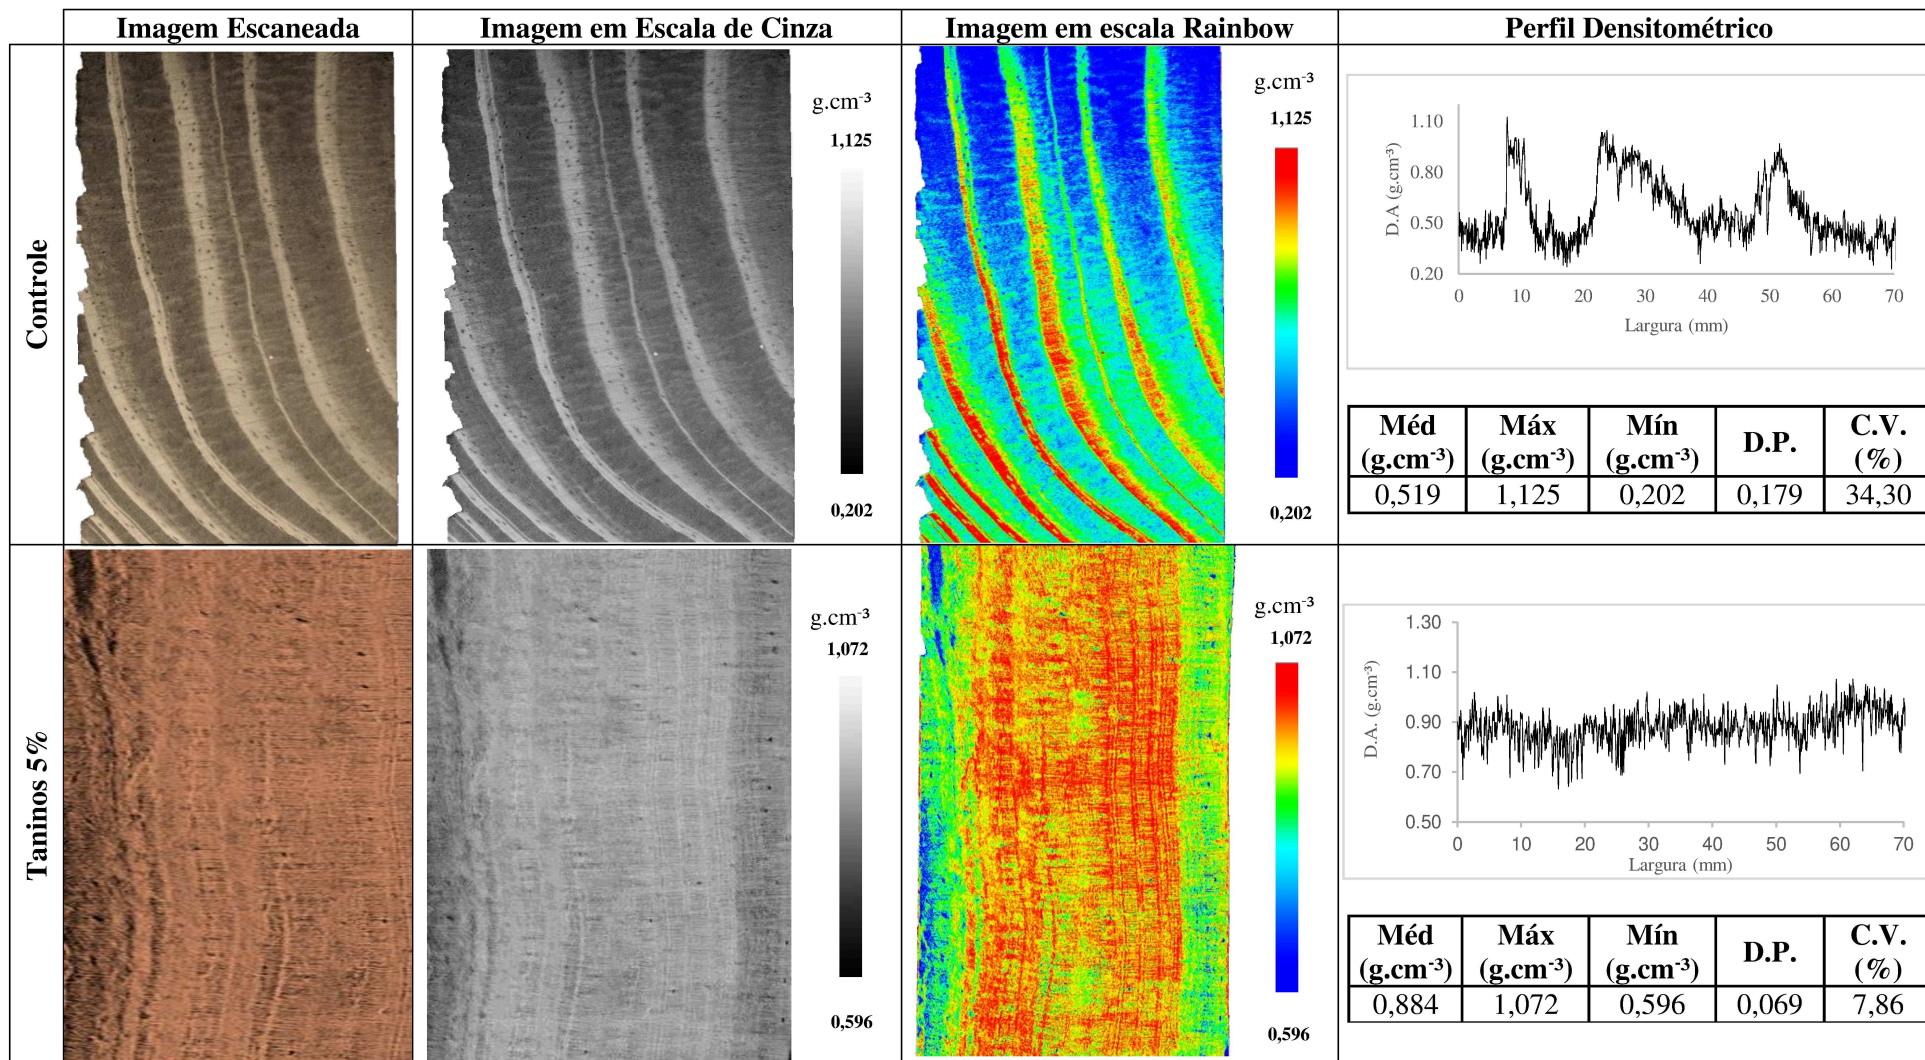 Imagem Escaneada
Imagem em Escala de Cinza
Imagem em escala Rainbow
Perfil Densitométrico
Controle
g.cm⁻³
1,125
0,202
g.cm⁻³
1,125
0,202
1.10
0.80
0.50
0.20
D.A (g.cm⁻³)
0 10 20 30 40 50 60 70
Largura (mm)
Méd (g.cm⁻³) Máx (g.cm⁻³) Mín (g.cm⁻³) D.P. C.V. (%)
0,519 1,125 0,202 0,179 34,30
Taninos 5%
g.cm⁻³
1,072
0,596
g.cm⁻³
1,072
0,596
1.30
1.10
0.90
0.70
0.50
D.A. (g.cm⁻³)
0 10 20 30 40 50 60 70
Largura (mm)
Méd (g.cm⁻³) Máx (g.cm⁻³) Mín (g.cm⁻³) D.P. C.V. (%)
0,884 1,072 0,596 0,069 7,86